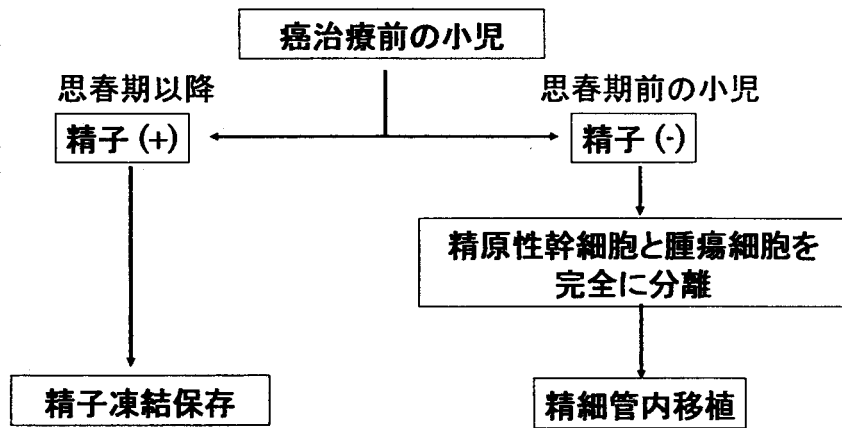 癌治療前の小児
思春期以降
思春期前の小児
精子 (+)
精子 (-)
精原性幹細胞と腫瘍細胞を
完全に分離
精子凍結保存
精細管内移植